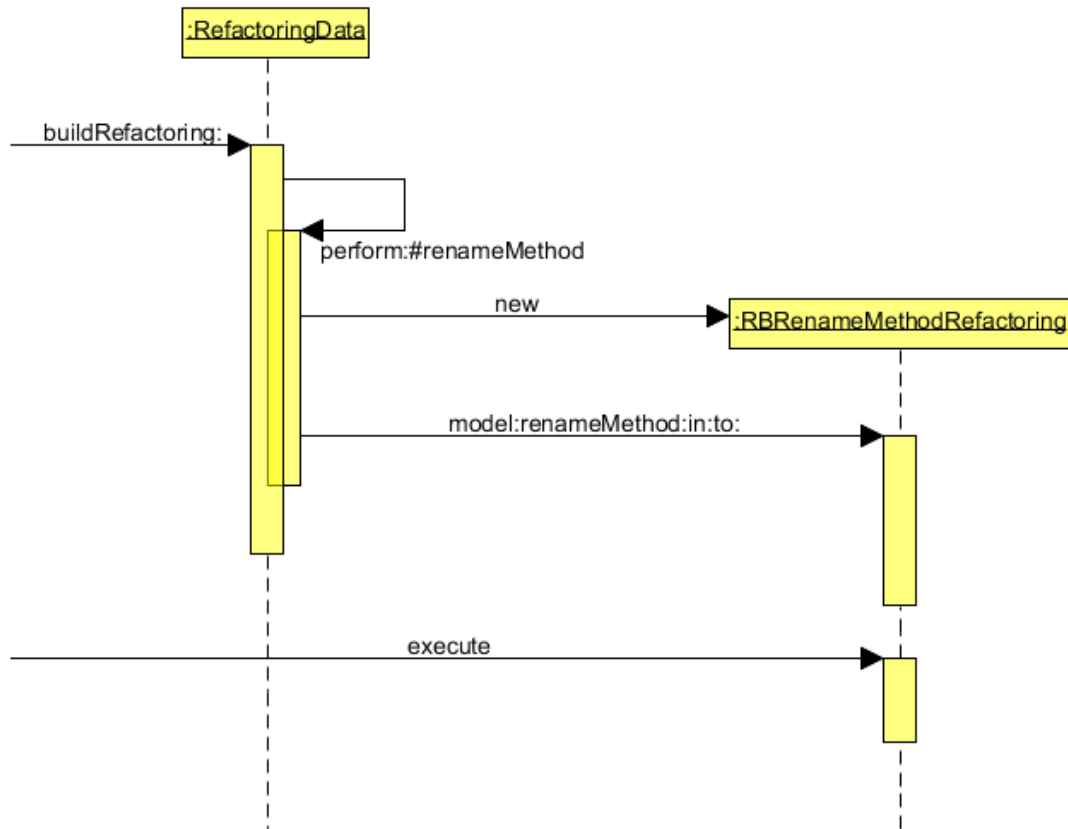 :RefactoringData
buildRefactoring:
perform:#renameMethod
new
:RBRenameMethodRefactoring
model:renameMethod:in:to:
execute